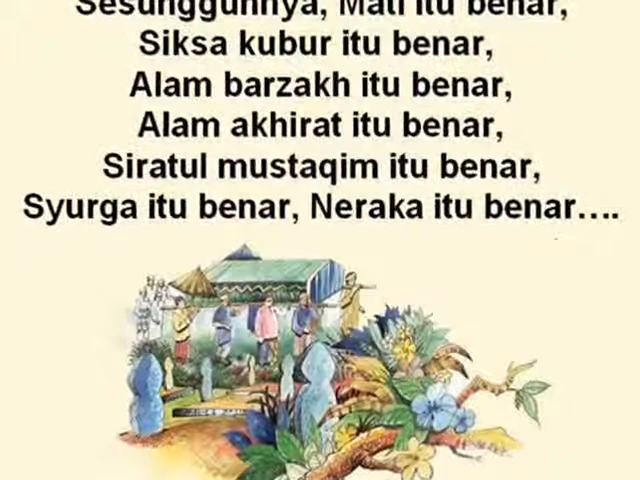 Sesungguhnya, Mati itu benar,
Siksa kubur itu benar,
Alam barzakh itu benar,
Alam akhirat itu benar,
Siratul mustaqim itu benar,
Syurga itu benar, Neraka itu benar....